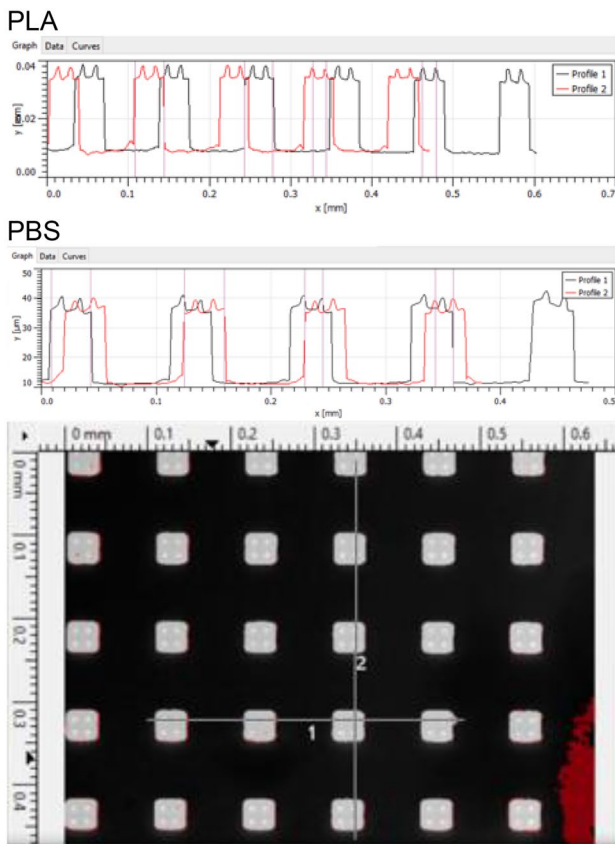 PLA
Graph Data Curves
0.04
0.02
0.00
y [mm]
Profile 1
Profile 2
0.0 0.1 0.2 0.3 0.4 0.5 0.6 0.7
x [mm]
PBS
Graph Data Curves
50
40
30
20
10
y [µm]
Profile 1
Profile 2
0.0 0.1 0.2 0.3 0.4 0.5
x [mm]
0 mm 0.1 0.2 0.3 0.4 0.5 0.6
0 mm
0.1
0.2
0.3
0.4
2
1